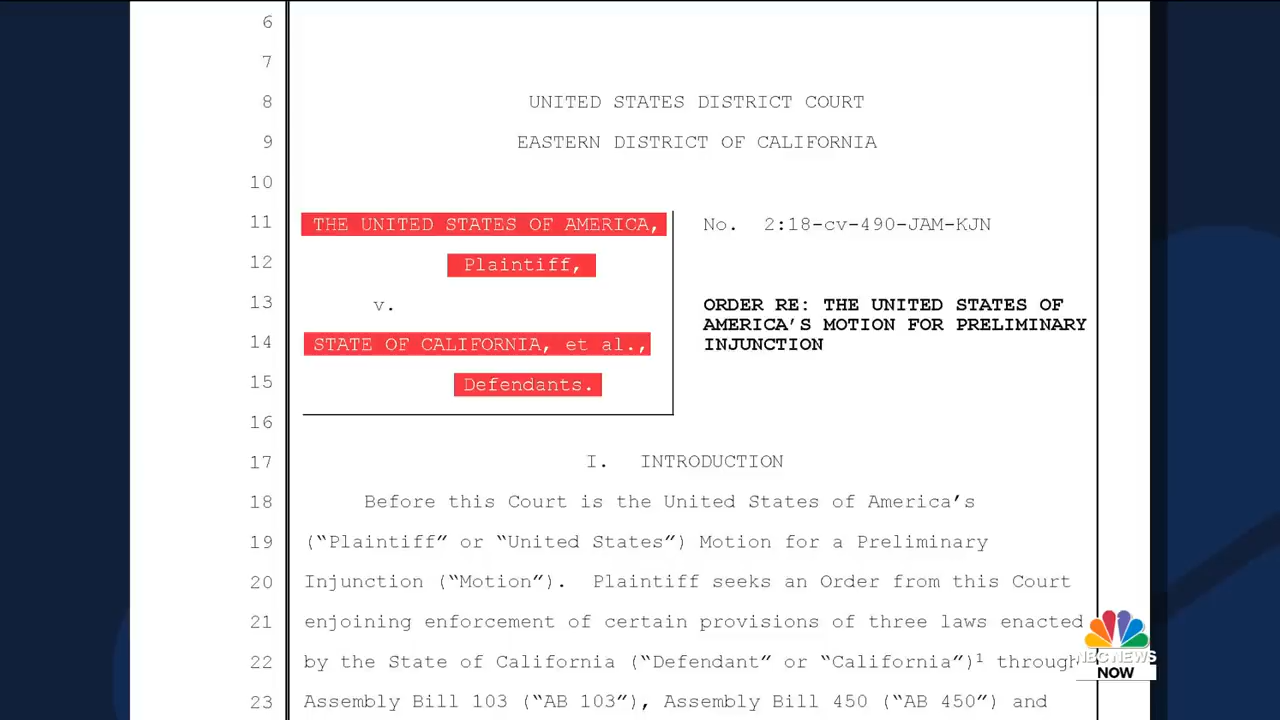 6
7
8 UNITED STATES DISTRICT COURT
9 EASTERN DISTRICT OF CALIFORNIA
10
11 THE UNITED STATES OF AMERICA, No. 2:18-cv-490-JAM-KJN
12 Plaintiff,
13 v. ORDER RE: THE UNITED STATES OF
AMERICA’S MOTION FOR PRELIMINARY
14 STATE OF CALIFORNIA, et al., INJUNCTION
15 Defendants.
16
17 I. INTRODUCTION
18 Before this Court is the United States of America’s
19 (“Plaintiff” or “United States”) Motion for a Preliminary
20 Injunction (“Motion”). Plaintiff seeks an Order from this Court
21 enjoining enforcement of certain provisions of three laws enacted
22 by the State of California (“Defendant” or “California”)¹ through
23 Assembly Bill 103 (“AB 103”), Assembly Bill 450 (“AB 450”) and
NBC NEWS
NOW